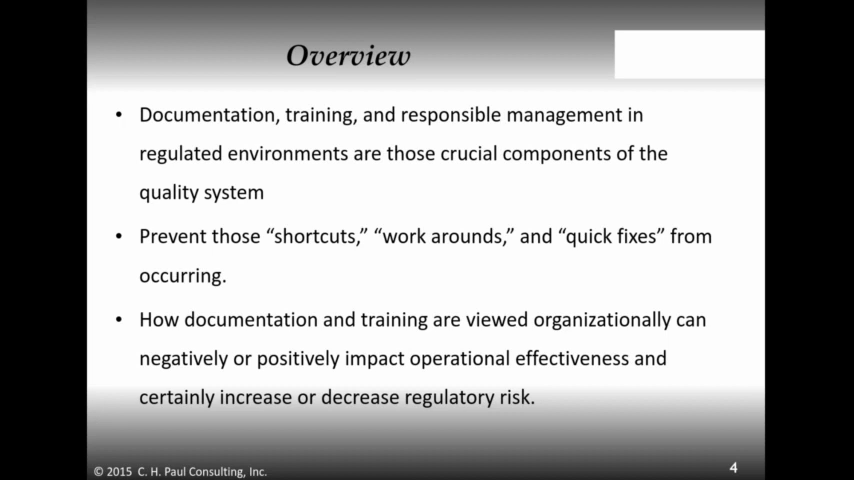 Overview
• Documentation, training, and responsible management in
regulated environments are those crucial components of the
quality system
• Prevent those “shortcuts,” “work arounds,” and “quick fixes” from
occurring.
• How documentation and training are viewed organizationally can
negatively or positively impact operational effectiveness and
certainly increase or decrease regulatory risk.
© 2015 C. H. Paul Consulting, Inc.
4